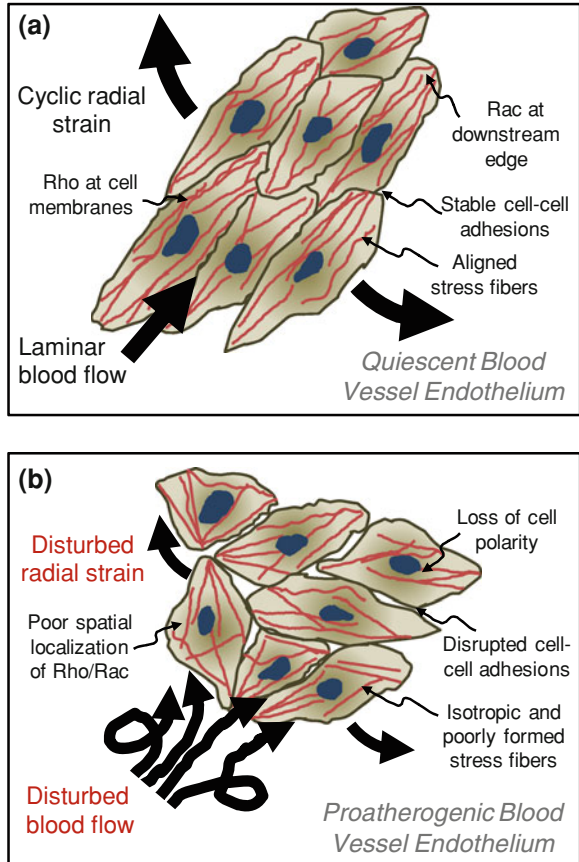 (a)
Cyclic radial
strain
Rho at cell
membranes
Laminar
blood flow
Rac at
downstream
edge
Stable cell-cell
adhesions
Aligned
stress fibers
Quiescent Blood
Vessel Endothelium
(b)
Disturbed
radial strain
Poor spatial
localization
of Rho/Rac
Disturbed
blood flow
Loss of cell
polarity
Disrupted cell-
cell adhesions
Isotropic and
poorly formed
stress fibers
Proatherogenic Blood
Vessel Endothelium